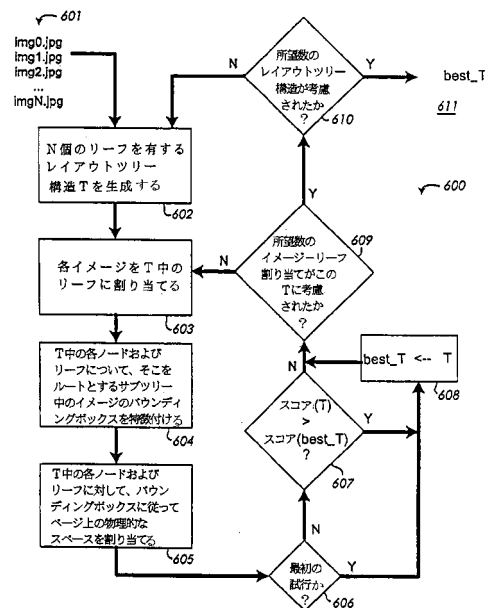 601
img0.jpg
img1.jpg
img2.jpg
...
imgN.jpg
N個のリーフを有する
レイアウトツリー
構造Tを生成する
602
各イメージをT中の
リーフに割り当てる
603
T中の各ノードおよび
リーフについて、そこを
ルートとするサブツリー
中のイメージのバウンディ
ングボックスを特徴付ける
604
T中の各ノードおよび
リーフに対して、バウン
ディングボックスに従って
ページ上の物理的な
スペースを割り当てる
605
最初の
試行か
?
606
N
Y
スコア(T)
>
スコア(best_T)
?
607
N
Y
best_T <-- T
608
所望数の
イメージ-リーフ
割り当てがこの
Tに考慮
されたか
?
609
N
Y
所望数の
レイアウトツリー
構造が考慮
されたか
?
610
N
Y
best_T
611
600